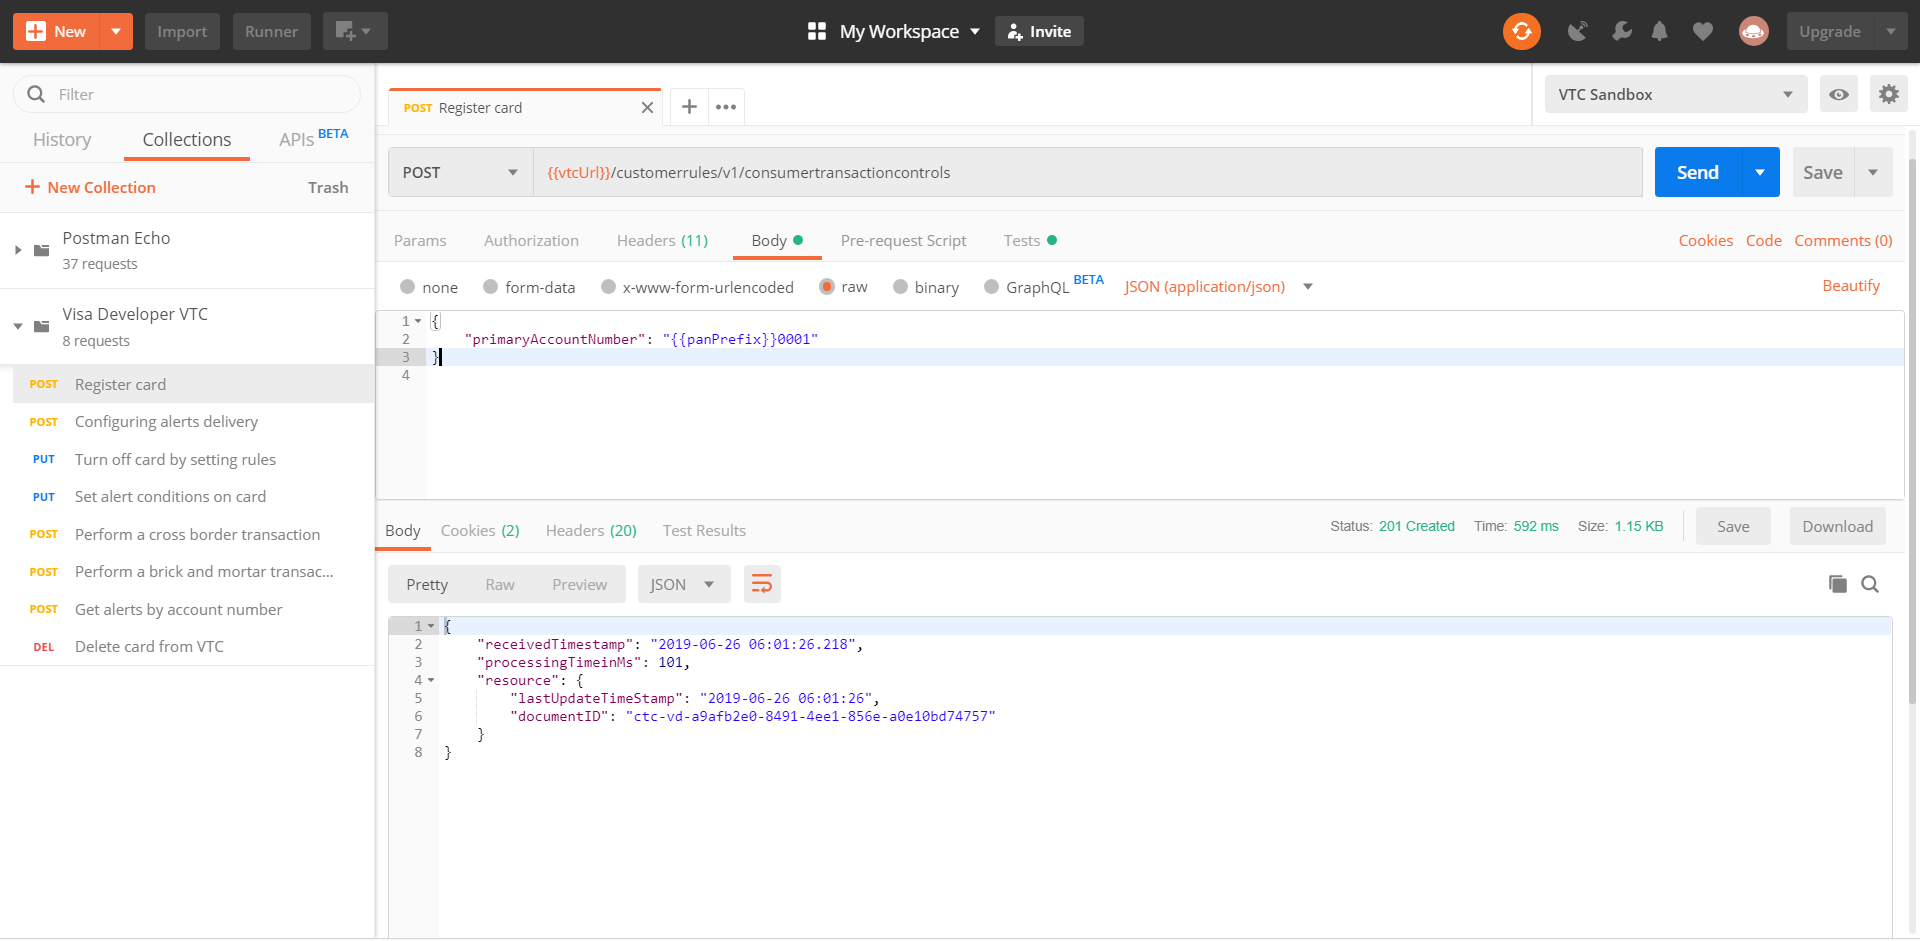 New Import Runner My Workspace Invite Upgrade
Filter
History Collections APIs BETA
New Collection Trash
Postman Echo
37 requests
Visa Developer VTC
8 requests
POST Register card
POST Configuring alerts delivery
PUT Turn off card by setting rules
PUT Set alert conditions on card
POST Perform a cross border transaction
POST Perform a brick and mortar transac...
POST Get alerts by account number
DEL Delete card from VTC
POST Register card
VTC Sandbox
POST {{vtcUrl}}/customerrules/v1/consumertransactioncontrols Send Save
Params Authorization Headers (11) Body Pre-request Script Tests Cookies Code Comments (0)
none form-data x-www-form-urlencoded raw binary GraphQL BETA JSON (application/json) Beautify
1 {
2 "primaryAccountNumber": "{{panPrefix}}0001"
3 }
4
Body Cookies (2) Headers (20) Test Results Status: 201 Created Time: 592 ms Size: 1.15 KB Save Download
Pretty Raw Preview JSON
1 {
2 "receivedTimestamp": "2019-06-26 06:01:26.218",
3 "processingTimeinMs": 101,
4 "resource": {
5 "lastUpdateTimeStamp": "2019-06-26 06:01:26",
6 "documentID": "ctc-vd-a9afb2e0-8491-4ee1-856e-a0e10bd74757"
7 }
8 }